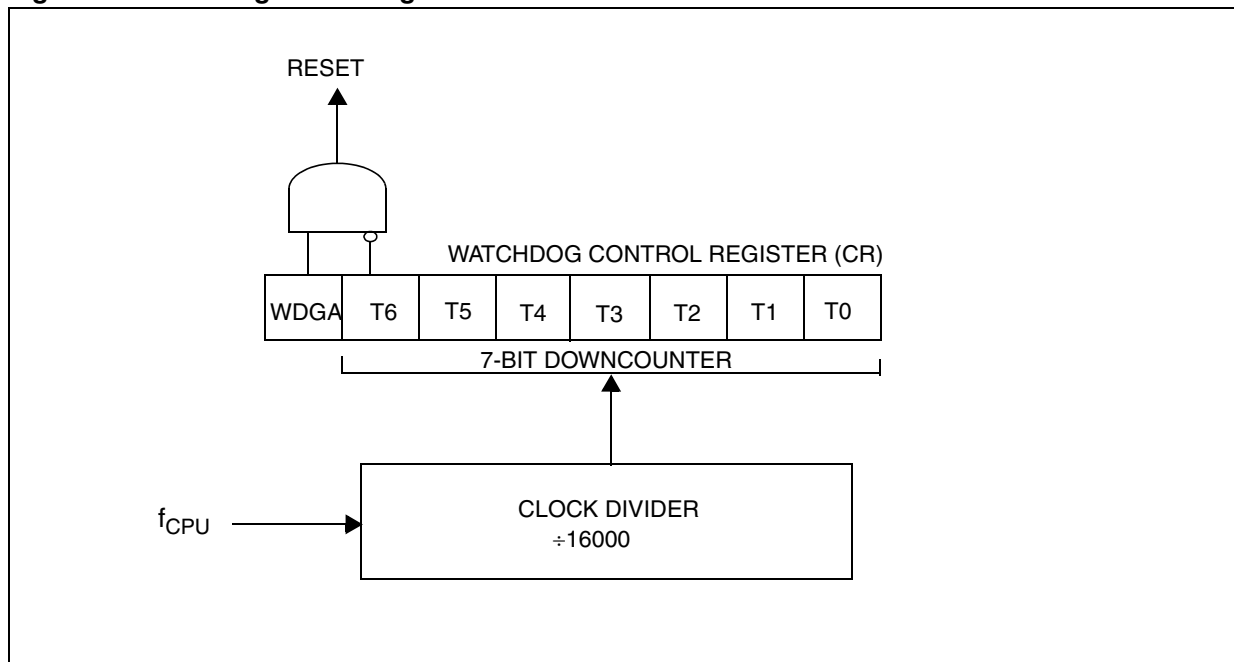 RESET
WATCHDOG CONTROL REGISTER (CR)
WDGA T6 T5 T4 T3 T2 T1 T0
7-BIT DOWNCOUNTER
fCPU
CLOCK DIVIDER
÷16000